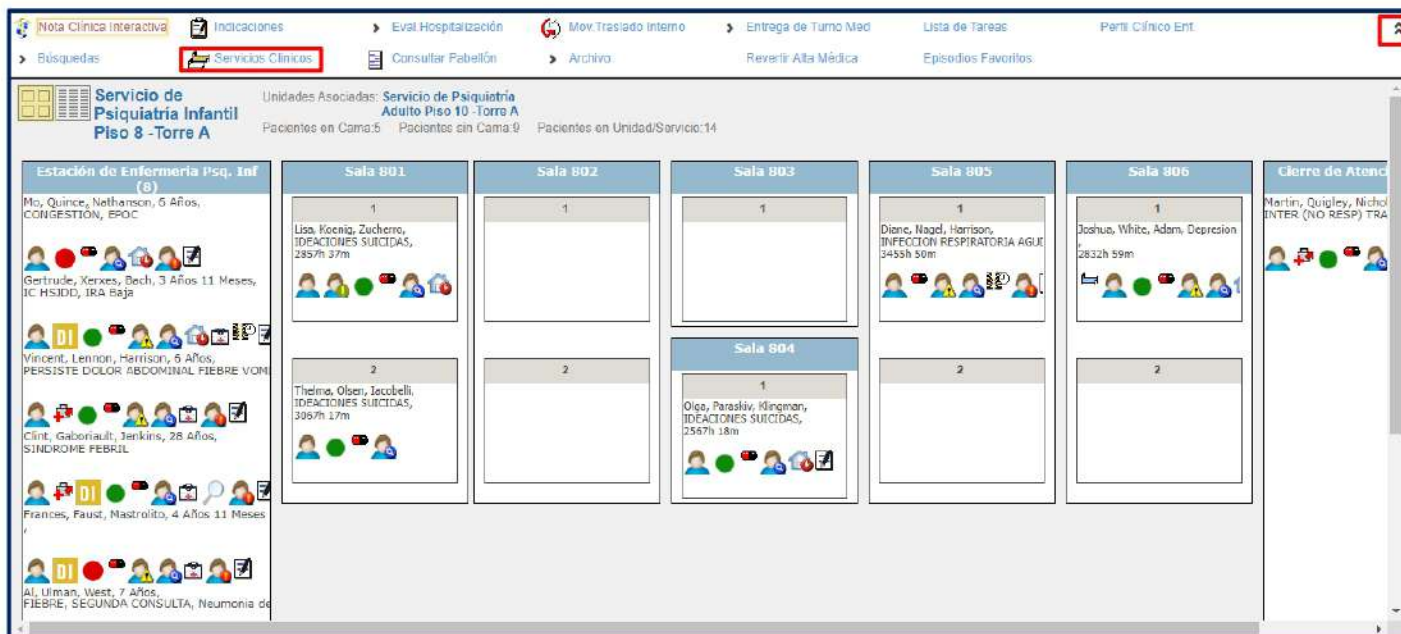 Nota Clínica Interactiva Indicaciones Eval Hospitalización Mov.Traslado Interno Entrega de Turno Med Lista de Tareas Perfil Clínico Enf.
Búsquedas Servicios Clínicos Consultar Pabellón Archivo Revertir Alta Médica Episodios Favoritos
Servicio de
Psiquiatría Infantil
Piso 8 -Torre A
Unidades Asociadas: Servicio de Psiquiatría
Adulto Piso 10 -Torre A
Pacientes en Cama:5 Pacientes sin Cama:9 Pacientes en Unidad/Servicio:14
Estación de Enfermeria Psq. Inf
(8)
Mo, Quince, Nathanson, 6 Años,
CONGESTIÓN, EPOC
DI
Gertrude, Xerxes, Bach, 3 Años 11 Meses,
IC HSJDD, IRA Baja
Vincent, Lennon, Harrison, 6 Años,
PERSISTE DOLOR ABDOMINAL FIEBRE VOM
Clint, Gaboriault, Jenkins, 28 Años,
SINDROME FEBRIL
DI
Frances, Faust, Mastrolito, 4 Años 11 Meses
,
DI
Al, Ulman, West, 7 Años,
FIEBRE, SEGUNDA CONSULTA, Neumonia de
Sala 801
1
Lisa, Koenig, Zucherro,
IDEACIONES SUICIDAS,
2857h 37m
2
Thelma, Olsen, Iacobelli,
IDEACIONES SUICIDAS,
3067h 17m
Sala 802
1
2
Sala 803
1
Sala 804
1
Olga, Paraskiv, Klingman,
IDEACIONES SUICIDAS,
2567h 18m
Sala 805
1
Diane, Nagel, Harrison,
INFECCION RESPIRATORIA AGUE
3455h 50m
2
Sala 806
1
Joshua, White, Adam, Depresion
,
2832h 59m
2
Cierre de Atenci
Martin, Quigley, Nichol
INTER (NO RESP) TRA